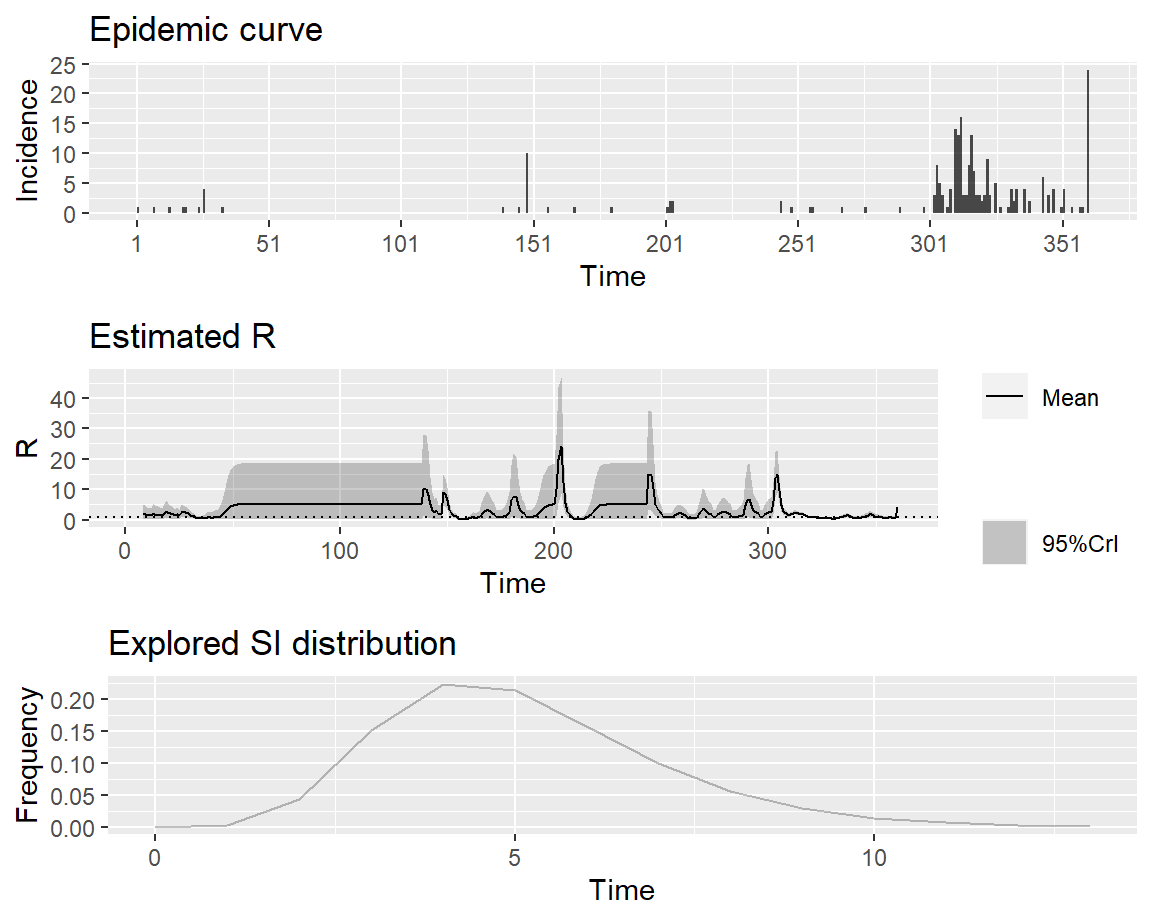 Epidemic curve
Incidence
25
20
15
10
5
0
1 51 101 151 201 251 301 351
Time
Estimated R
R
40
30
20
10
0
0 100 200 300
Time
Mean
95%CrI
Explored SI distribution
Frequency
0.20
0.15
0.10
0.05
0.00
0 5 10
Time